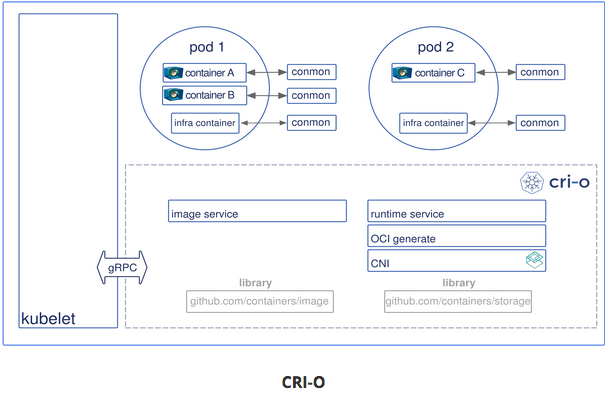 pod 1
container A
conmon
container B
conmon
infra container
conmon
pod 2
container C
conmon
infra container
conmon
cri-o
image service
runtime service
OCI generate
CNI
gRPC
library
github.com/containers/image
library
github.com/containers/storage
kubelet
CRI-O